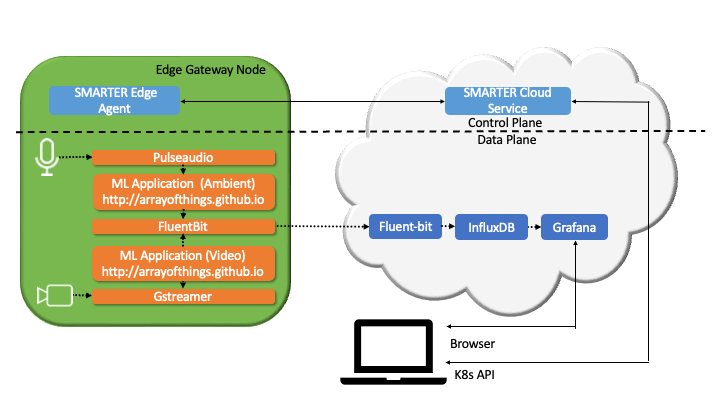 Edge Gateway Node
SMARTER Edge
Agent
SMARTER Cloud
Service
Control Plane
Data Plane
Pulseaudio
ML Application (Ambient)
http://arrayofthings.github.io
FluentBit
ML Application (Video)
http://arrayofthings.github.io
Gstreamer
Fluent-bit
InfluxDB
Grafana
Browser
K8s API